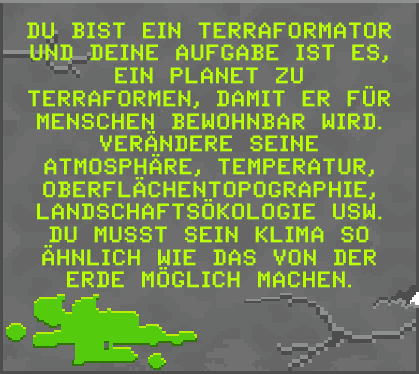 DU BIST EIN TERRAFORMATOR
UND DEINE AUFGABE IST ES,
EIN PLANET ZU
TERRAFORMEN, DAMIT ER FÜR
MENSCHEN BEWOHNBAR WIRD.
VERÄNDERE SEINE
ATMOSPHÄRE, TEMPERATUR,
OBERFLÄCHENTOPOGRAPHIE,
LANDSCHAFTSÖKOLOGIE USW.
DU MUSST SEIN KLIMA SO
ÄHNLICH WIE DAS VON DER
ERDE MÖGLICH MACHEN.